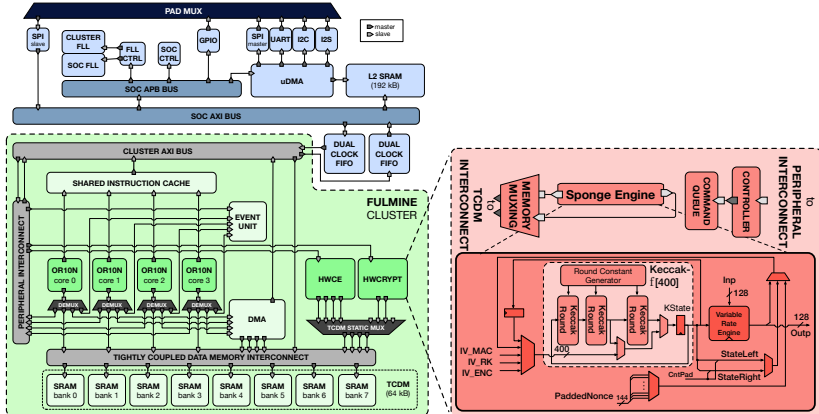 PAD MUX
master
slave
SPI
slave
CLUSTER
FLL
SOC FLL
FLL
CTRL
SOC
CTRL
GPIO
SPI
master
UART
I2C
I2S
uDMA
L2 SRAM
(192 kB)
SOC APB BUS
SOC AXI BUS
CLUSTER AXI BUS
DUAL
CLOCK
FIFO
DUAL
CLOCK
FIFO
SHARED INSTRUCTION CACHE
FULMINE
CLUSTER
EVENT
UNIT
PERIPHERAL INTERCONNECT
OR10N
core 0
OR10N
core 1
OR10N
core 2
OR10N
core 3
HWCE
HWCRYPT
DEMUX
DEMUX
DEMUX
DEMUX
DMA
TCDM STATIC MUX
TIGHTLY COUPLED DATA MEMORY INTERCONNECT
SRAM
bank 0
SRAM
bank 1
SRAM
bank 2
SRAM
bank 3
SRAM
bank 4
SRAM
bank 5
SRAM
bank 6
SRAM
bank 7
TCDM
(64 kB)
to
TCDM
INTERCONNECT
MEMORY
MUXING
Sponge Engine
COMMAND
QUEUE
CONTROLLER
to
PERIPHERAL
INTERCONNECT
Round Constant
Generator
Keccak-
f[400]
Keccak
Round
Keccak
Round
Keccak
Round
KState
400
Inp
128
Variable
Rate
Engine
128
Outp
IV_MAC
IV_RK
IV_ENC
StateLeft
CntPad
StateRight
PaddedNonce
144